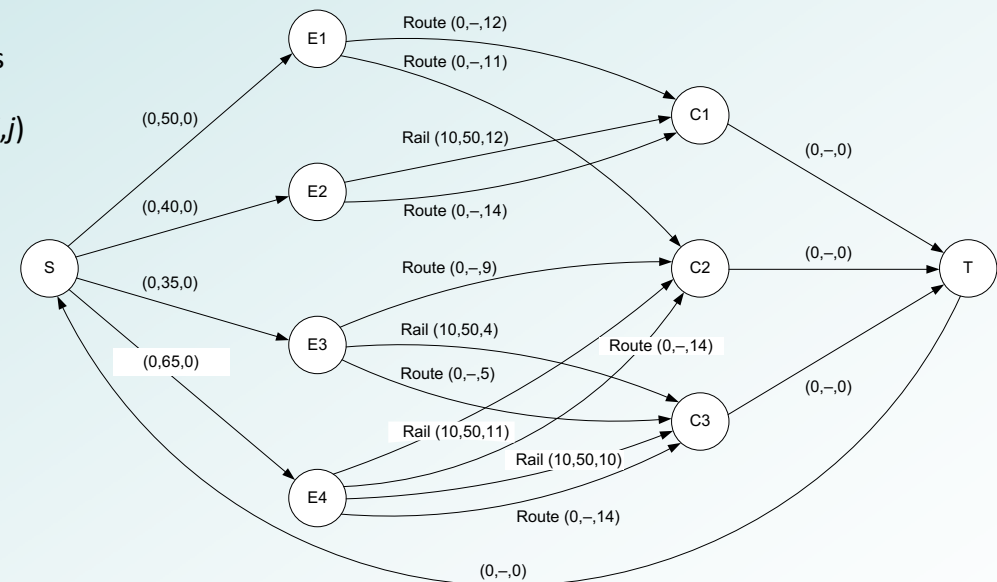 s
,j)
E1
Route (0,–,12)
Route (0,–,11)
C1
(0,50,0)
Rail (10,50,12)
(0,–,0)
E2
(0,40,0)
Route (0,–,14)
S
Route (0,–,9)
C2
(0,–,0)
T
(0,35,0)
Rail (10,50,4)
E3
Route (0,–,14)
(0,65,0)
Route (0,–,5)
(0,–,0)
C3
Rail (10,50,11)
Rail (10,50,10)
E4
Route (0,–,14)
(0,–,0)